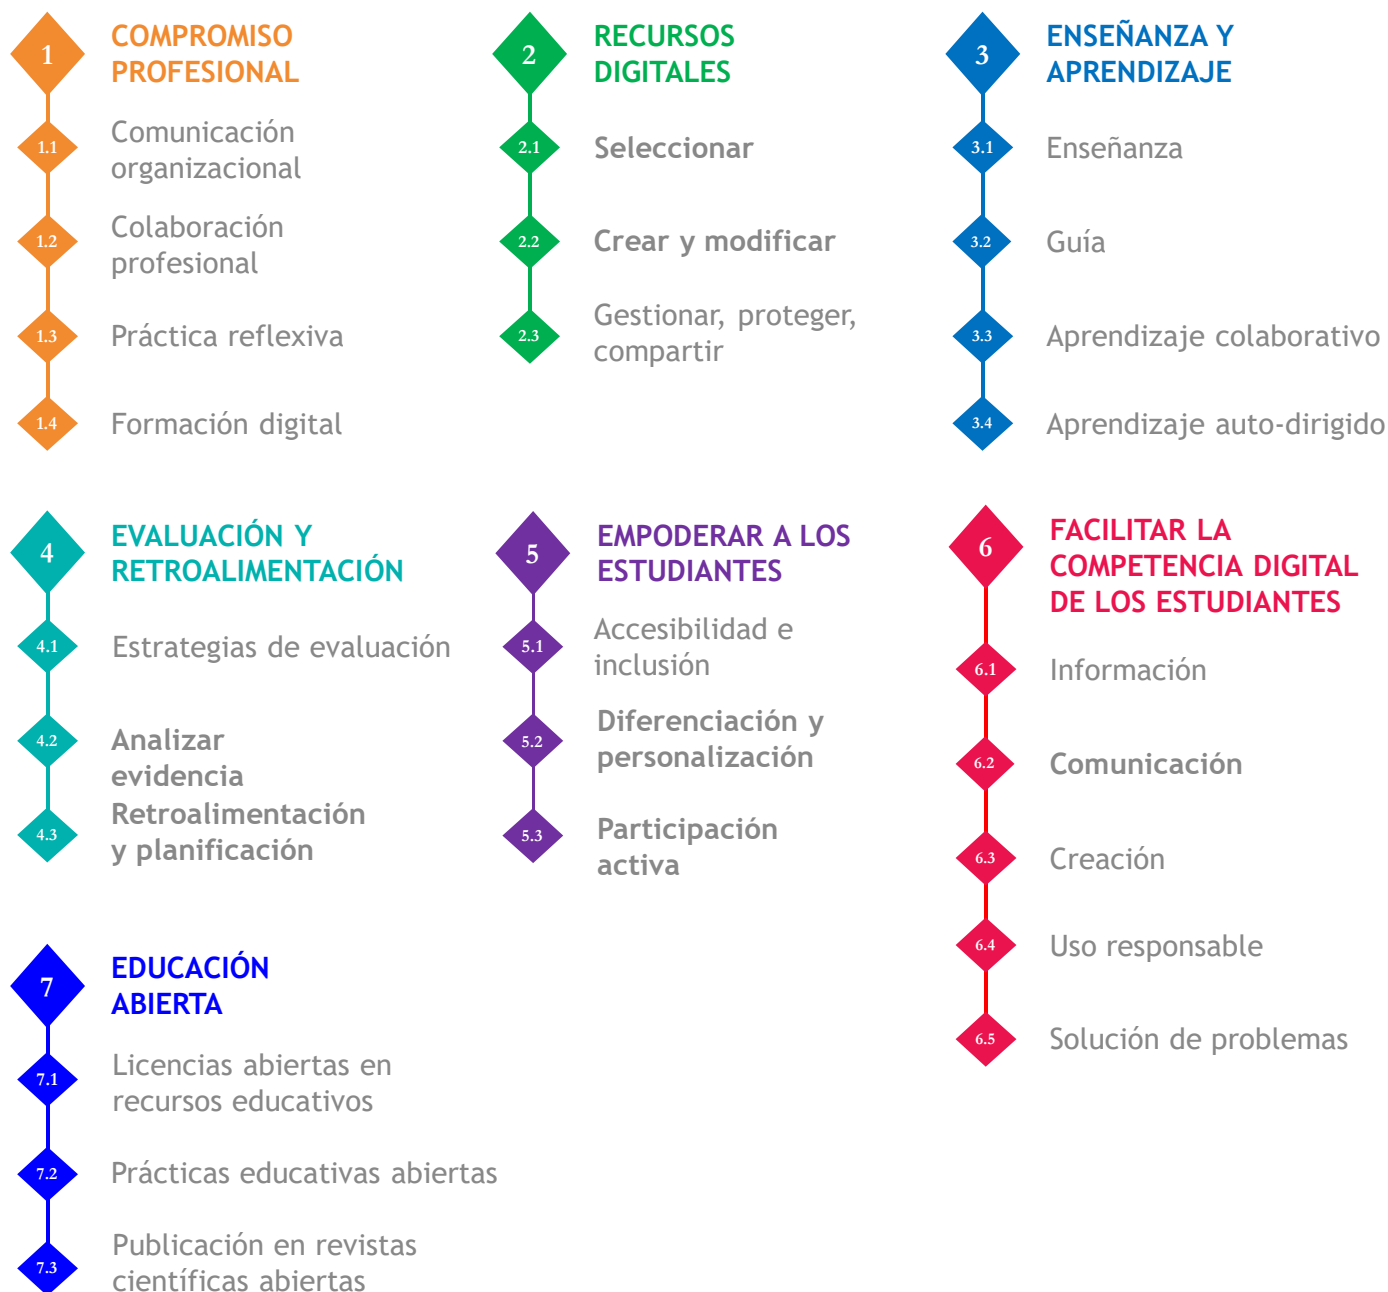 1
COMPROMISO
PROFESIONAL
1.1
Comunicación
organizacional
1.2
Colaboración
profesional
1.3
Práctica reflexiva
1.4
Formación digital
2
RECURSOS
DIGITALES
2.1
Seleccionar
2.2
Crear y modificar
2.3
Gestionar, proteger,
compartir
3
ENSEÑANZA Y
APRENDIZAJE
3.1
Enseñanza
3.2
Guía
3.3
Aprendizaje colaborativo
3.4
Aprendizaje auto-dirigido
4
EVALUACIÓN Y
RETROALIMENTACIÓN
4.1
Estrategias de evaluación
4.2
Analizar
evidencia
4.3
Retroalimentación
y planificación
5
EMPODERAR A LOS
ESTUDIANTES
5.1
Accesibilidad e
inclusión
5.2
Diferenciación y
personalización
5.3
Participación
activa
6
FACILITAR LA
COMPETENCIA DIGITAL
DE LOS ESTUDIANTES
6.1
Información
6.2
Comunicación
6.3
Creación
6.4
Uso responsable
6.5
Solución de problemas
7
EDUCACIÓN
ABIERTA
7.1
Licencias abiertas en
recursos educativos
7.2
Prácticas educativas abiertas
7.3
Publicación en revistas
científicas abiertas